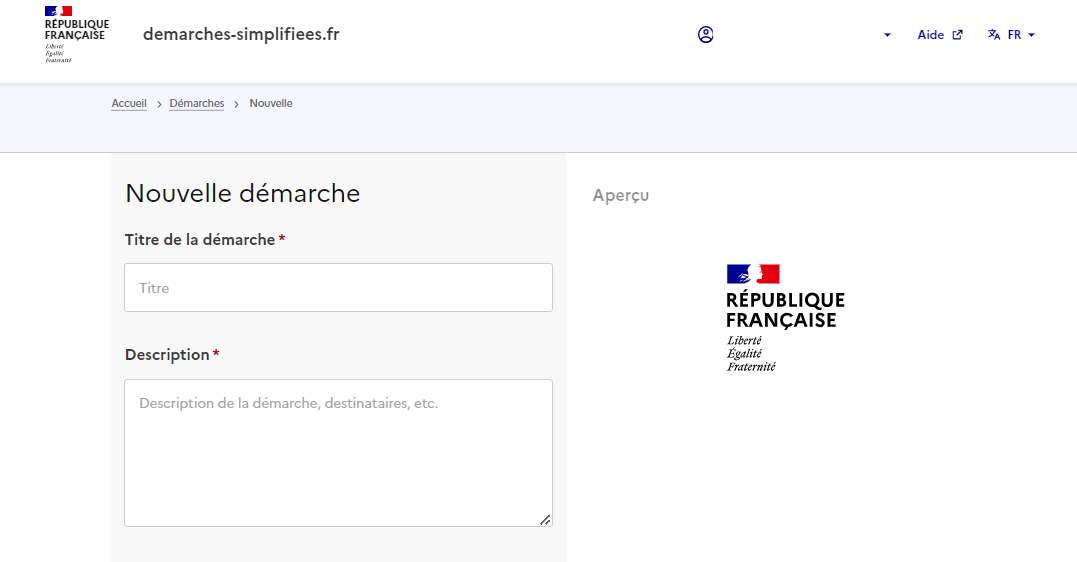 RÉPUBLIQUE
FRANÇAISE
Liberté
Égalité
Fraternité
demarches-simplifiees.fr
Aide
FR
Accueil > Démarches > Nouvelle
Nouvelle démarche
Titre de la démarche *
Titre
Description *
Description de la démarche, destinataires, etc.
Aperçu
RÉPUBLIQUE
FRANÇAISE
Liberté
Égalité
Fraternité